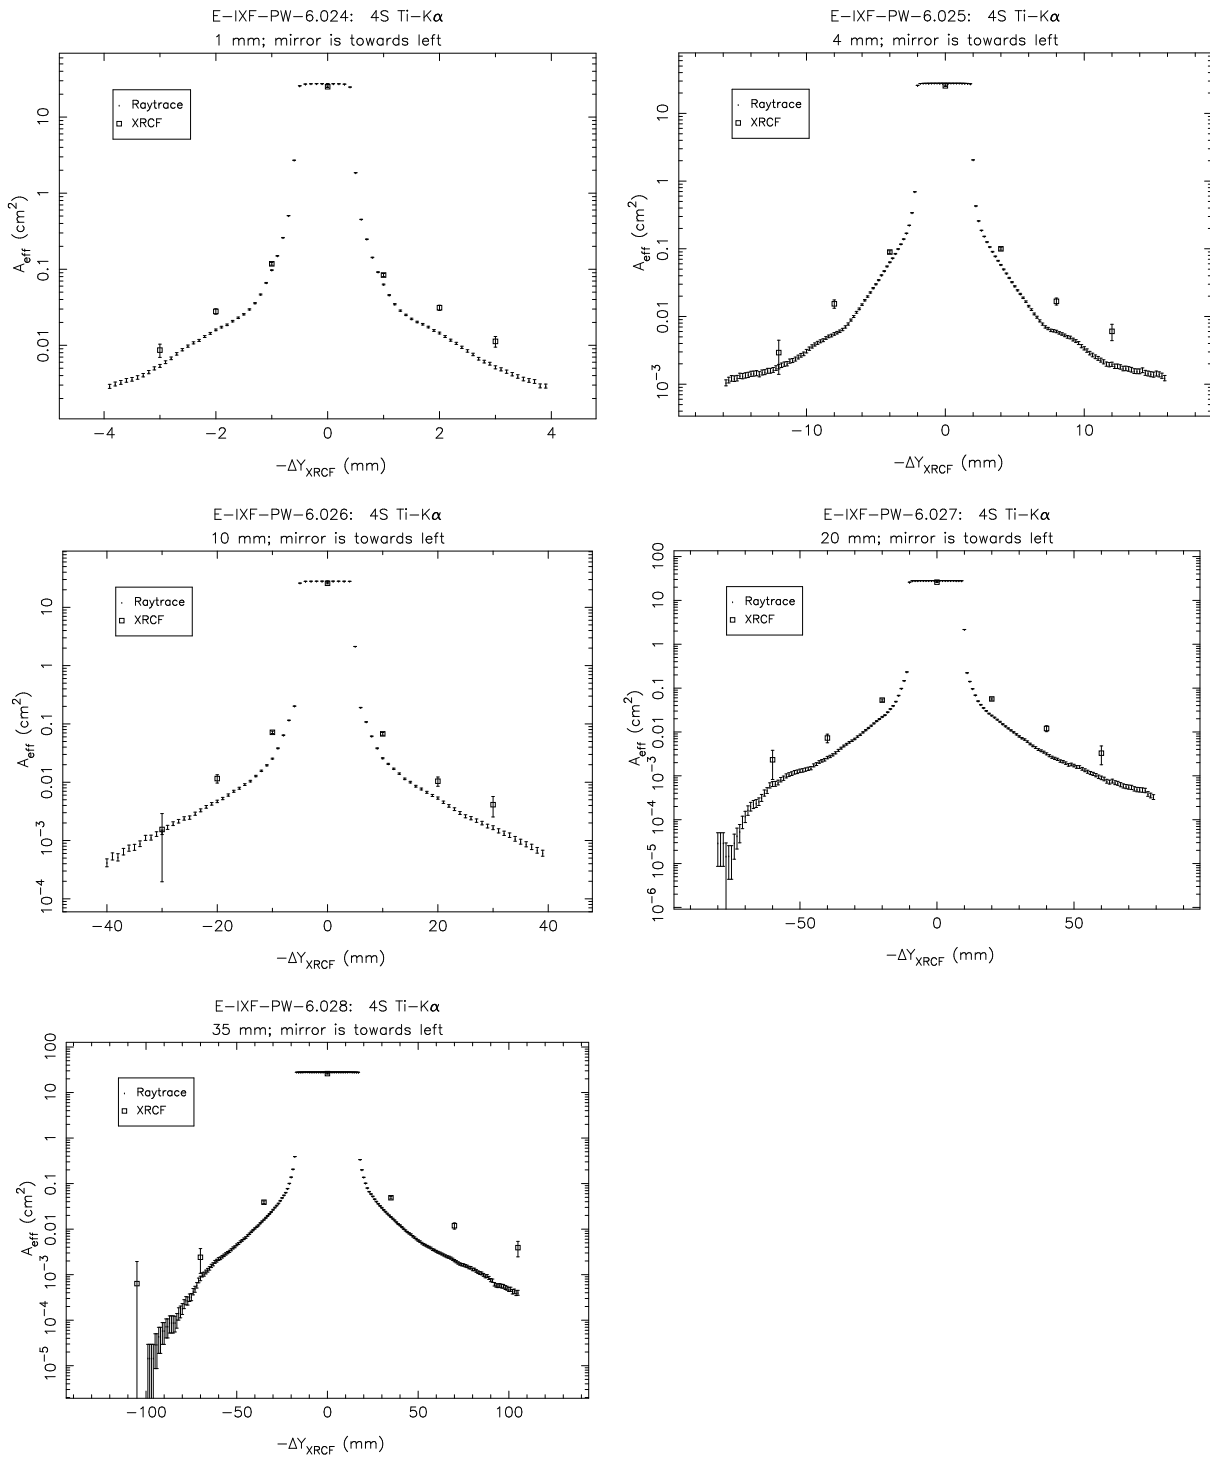 E-IXF-PW-6.024: 4S Ti-Kα
1 mm; mirror is towards left
Raytrace
XRCF
10
1
0.1
0.01
A_eff (cm²)
-4 -2 0 2 4
-ΔY_XRCF (mm)
E-IXF-PW-6.025: 4S Ti-Kα
4 mm; mirror is towards left
Raytrace
XRCF
10
1
0.1
0.01
10⁻³
A_eff (cm²)
-10 0 10
-ΔY_XRCF (mm)
E-IXF-PW-6.026: 4S Ti-Kα
10 mm; mirror is towards left
Raytrace
XRCF
10
1
0.1
0.01
10⁻³
10⁻⁴
A_eff (cm²)
-40 -20 0 20 40
-ΔY_XRCF (mm)
E-IXF-PW-6.027: 4S Ti-Kα
20 mm; mirror is towards left
Raytrace
XRCF
100
10
1
0.1
0.01
10⁻³
10⁻⁴
10⁻⁵
10⁻⁶
A_eff (cm²)
-50 0 50
-ΔY_XRCF (mm)
E-IXF-PW-6.028: 4S Ti-Kα
35 mm; mirror is towards left
Raytrace
XRCF
100
10
1
0.1
0.01
10⁻³
10⁻⁴
10⁻⁵
A_eff (cm²)
-100 -50 0 50 100
-ΔY_XRCF (mm)